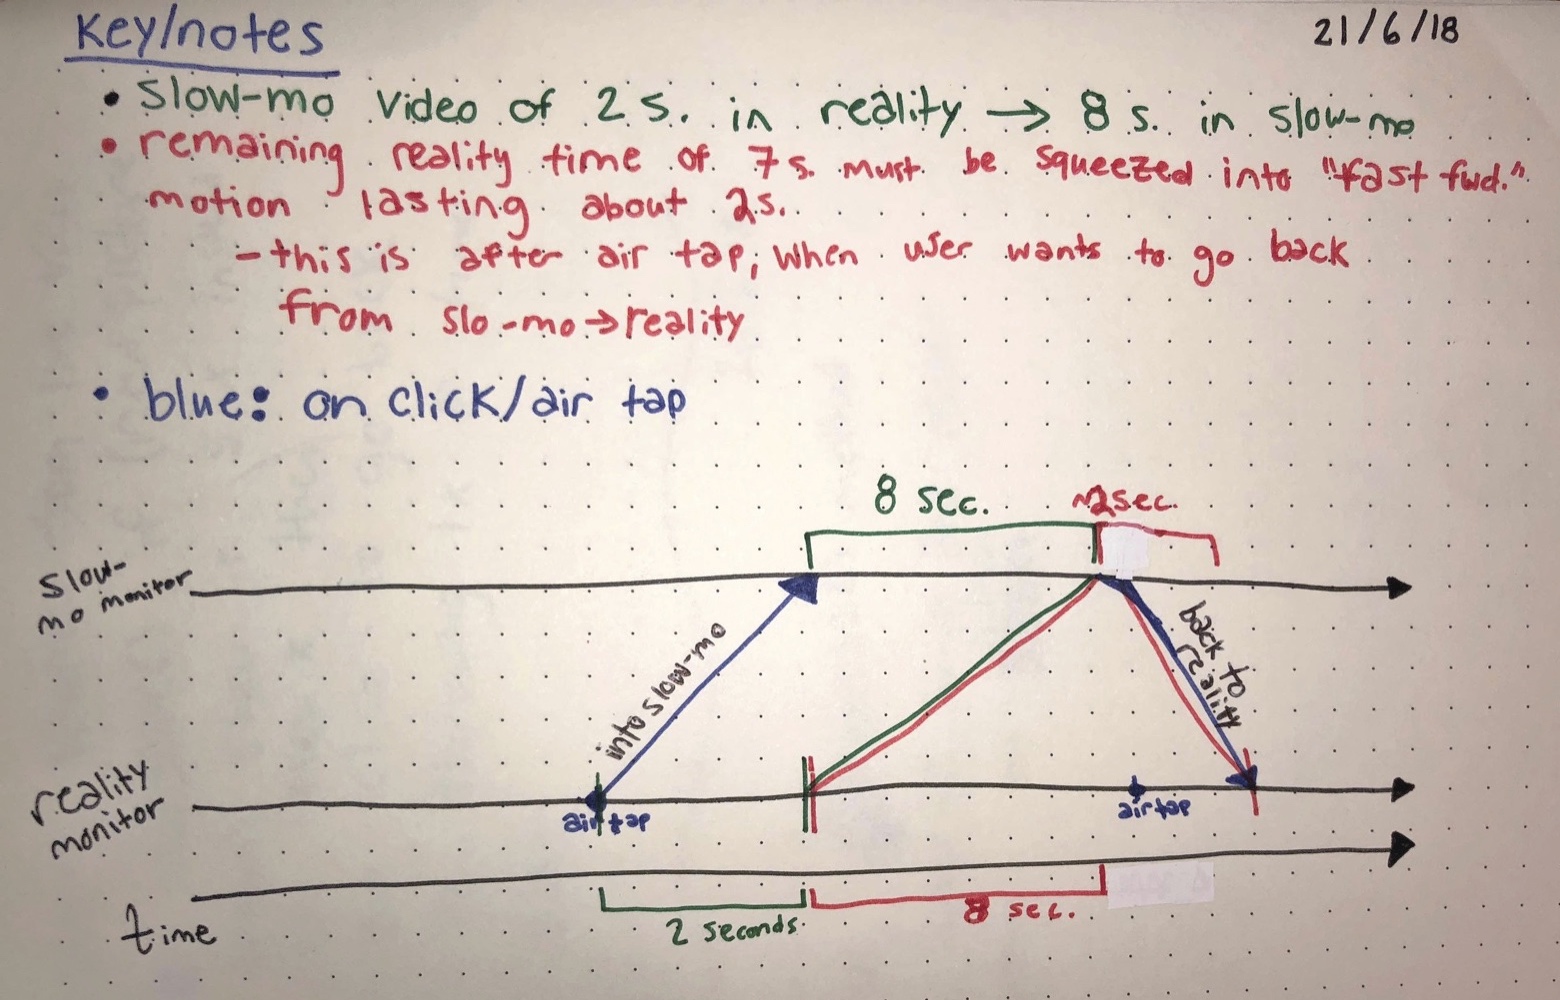 Key/notes
21/6/18
• slow-mo video of 2 s. in reality → 8 s. in slow-mo
• remaining reality time of 7 s. must be squeezed into "fast fwd."
motion lasting about 2s.
- this is after air tap, when user wants to go back
from slo-mo → reality
• blue: on click/air tap
8 sec.
~2sec.
Slow-
mo monitor
into slow-mo
back to
reality
reality
monitor
air tap
air tap
2 seconds
8 sec.
time